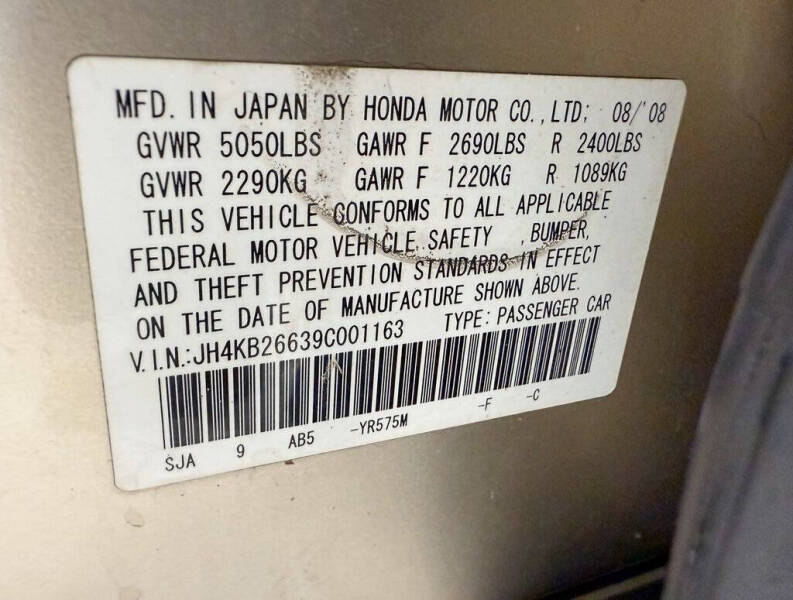 MFD. IN JAPAN BY HONDA MOTOR CO., LTD; 08/'08
GVWR 5050LBS GAWR F 2690LBS R 2400LBS
GVWR 2290KG GAWR F 1220KG R 1089KG
THIS VEHICLE CONFORMS TO ALL APPLICABLE
FEDERAL MOTOR VEHICLE SAFETY , BUMPER,
AND THEFT PREVENTION STANDARDS IN EFFECT
ON THE DATE OF MANUFACTURE SHOWN ABOVE.
V.I.N.:JH4KB26639C001163 TYPE: PASSENGER CAR
SJA 9 AB5 -YR575M -F -C